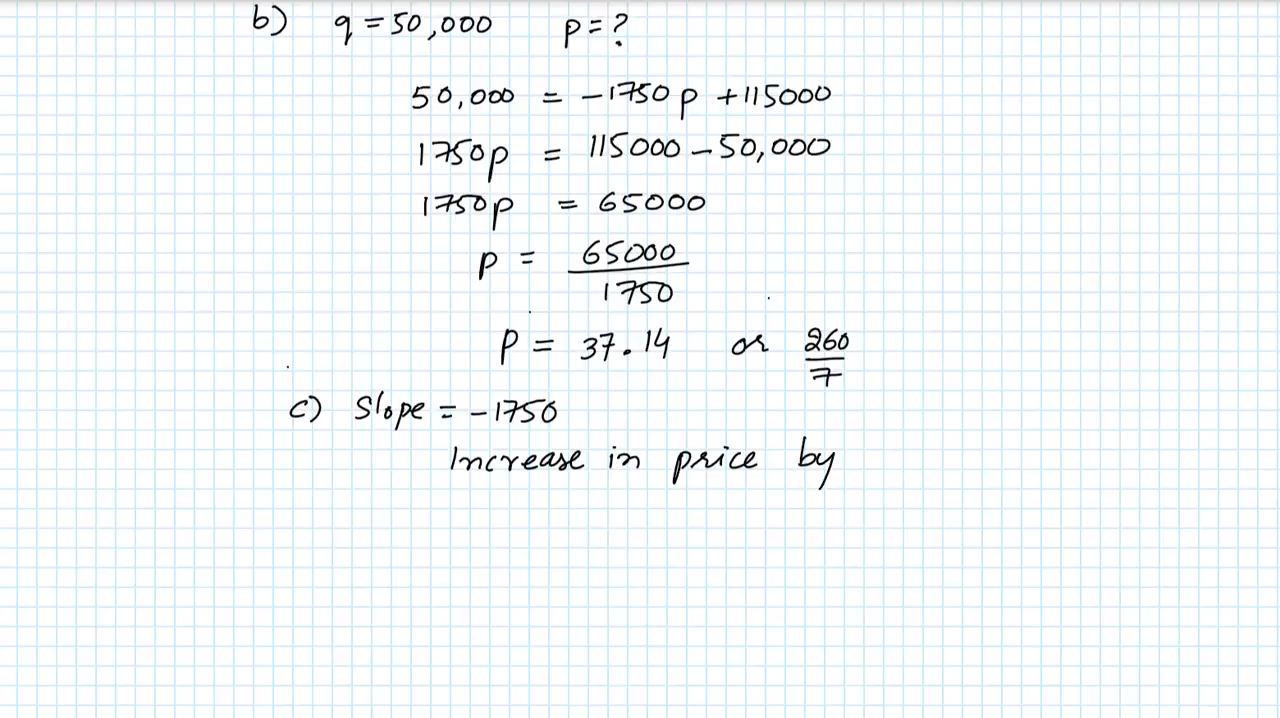 b) q = 50,000 p = ?
50,000 = -1750p + 115000
1750p = 115000 - 50,000
1750p = 65000
p = 65000/1750
P = 37.14 or 260/7
c) Slope = -1750
Increase in price by